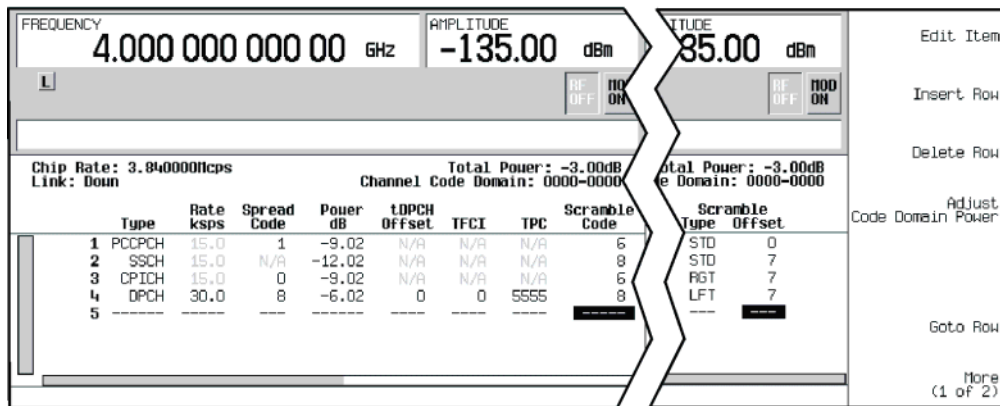 FREQUENCY AMPLITUDE ITUDE
4.000 000 000 00 GHz -135.00 dBm 35.00 dBm
L RF OFF MOD ON RF OFF MOD ON
Edit Item
Insert Row
Delete Row
Adjust
Code Domain Power
Goto Row
More
(1 of 2)
Chip Rate: 3.840000Mcps Total Power: -3.00dB otal Power: -3.00dB
Link: Down Channel Code Domain: 0000-0000 e Domain: 0000-0000
Rate Spread Power tDPCH Scramble Scramble
Type ksps Code dB Offset TFCI TPC Code Type Offset
1 PCCPCH 15.0 1 -9.02 N/A N/A N/A 6 STD 0
2 SSCH 15.0 N/A -12.02 N/A N/A N/A 8 STD 7
3 CPICH 15.0 0 -9.02 N/A N/A N/A 6 RGT 7
4 DPCH 30.0 8 -6.02 0 0 5555 8 LFT 7
5 ------ ----- --- ------ ---- ---- ---- ----- --- ---